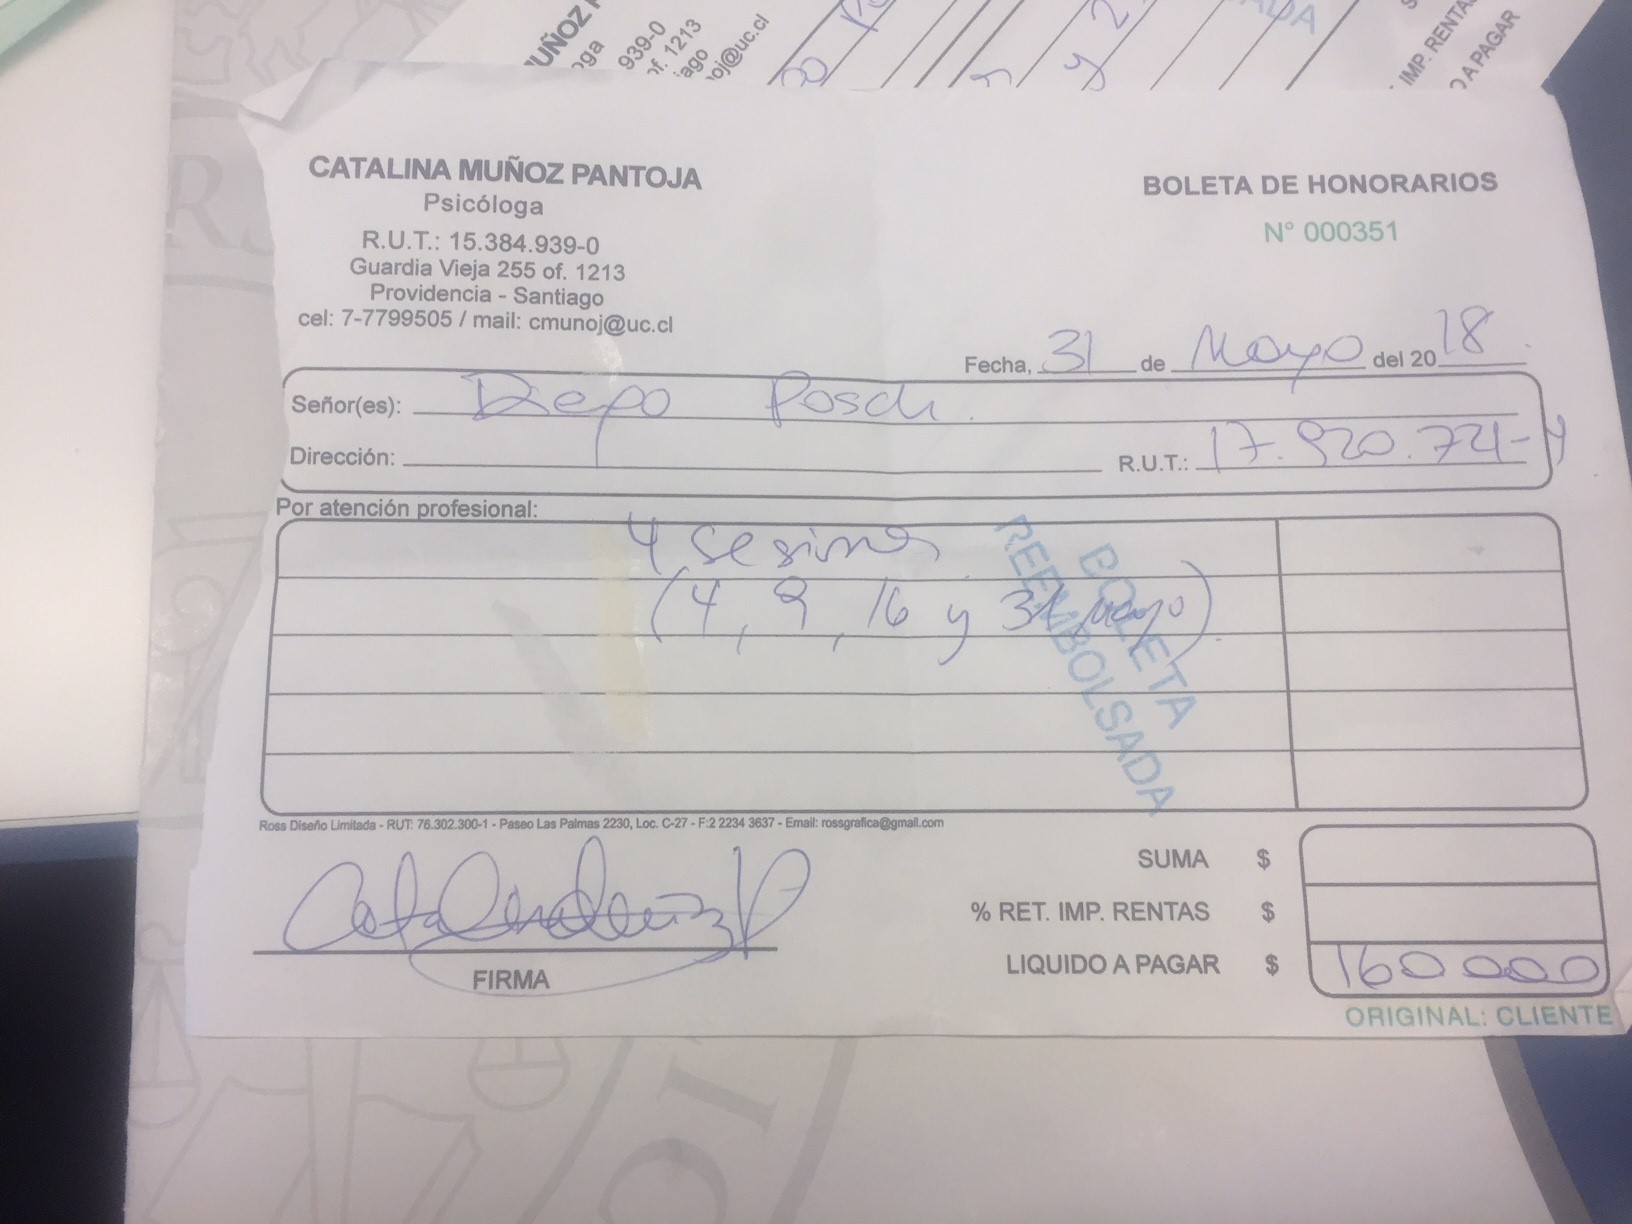 UÑOZ P
oga
939-0
of. 1213
iago
oj@uc.cl
y 2
ADA
IMP. RENTAS
O A PAGAR
CATALINA MUÑOZ PANTOJA
Psicóloga
R.U.T.: 15.384.939-0
Guardia Vieja 255 of. 1213
Providencia - Santiago
cel: 7-7799505 / mail: cmunoj@uc.cl
BOLETA DE HONORARIOS
N° 000351
Fecha, 31 de Mayo del 2018.
Señor(es): Diego Posch.
Dirección:
R.U.T.: 17.920.721-4
Por atención profesional:
4 sesiones
(4, 9, 16 y 31 mayo)
BOLETA
REEMBOLSADA
Ross Diseño Limitada - RUT: 76.302.300-1 - Paseo Las Palmas 2230, Loc. C-27 - F:2 2234 3637 - Email: rossgrafica@gmail.com
FIRMA
SUMA $
% RET. IMP. RENTAS $
LIQUIDO A PAGAR $ 160000
ORIGINAL: CLIENTE